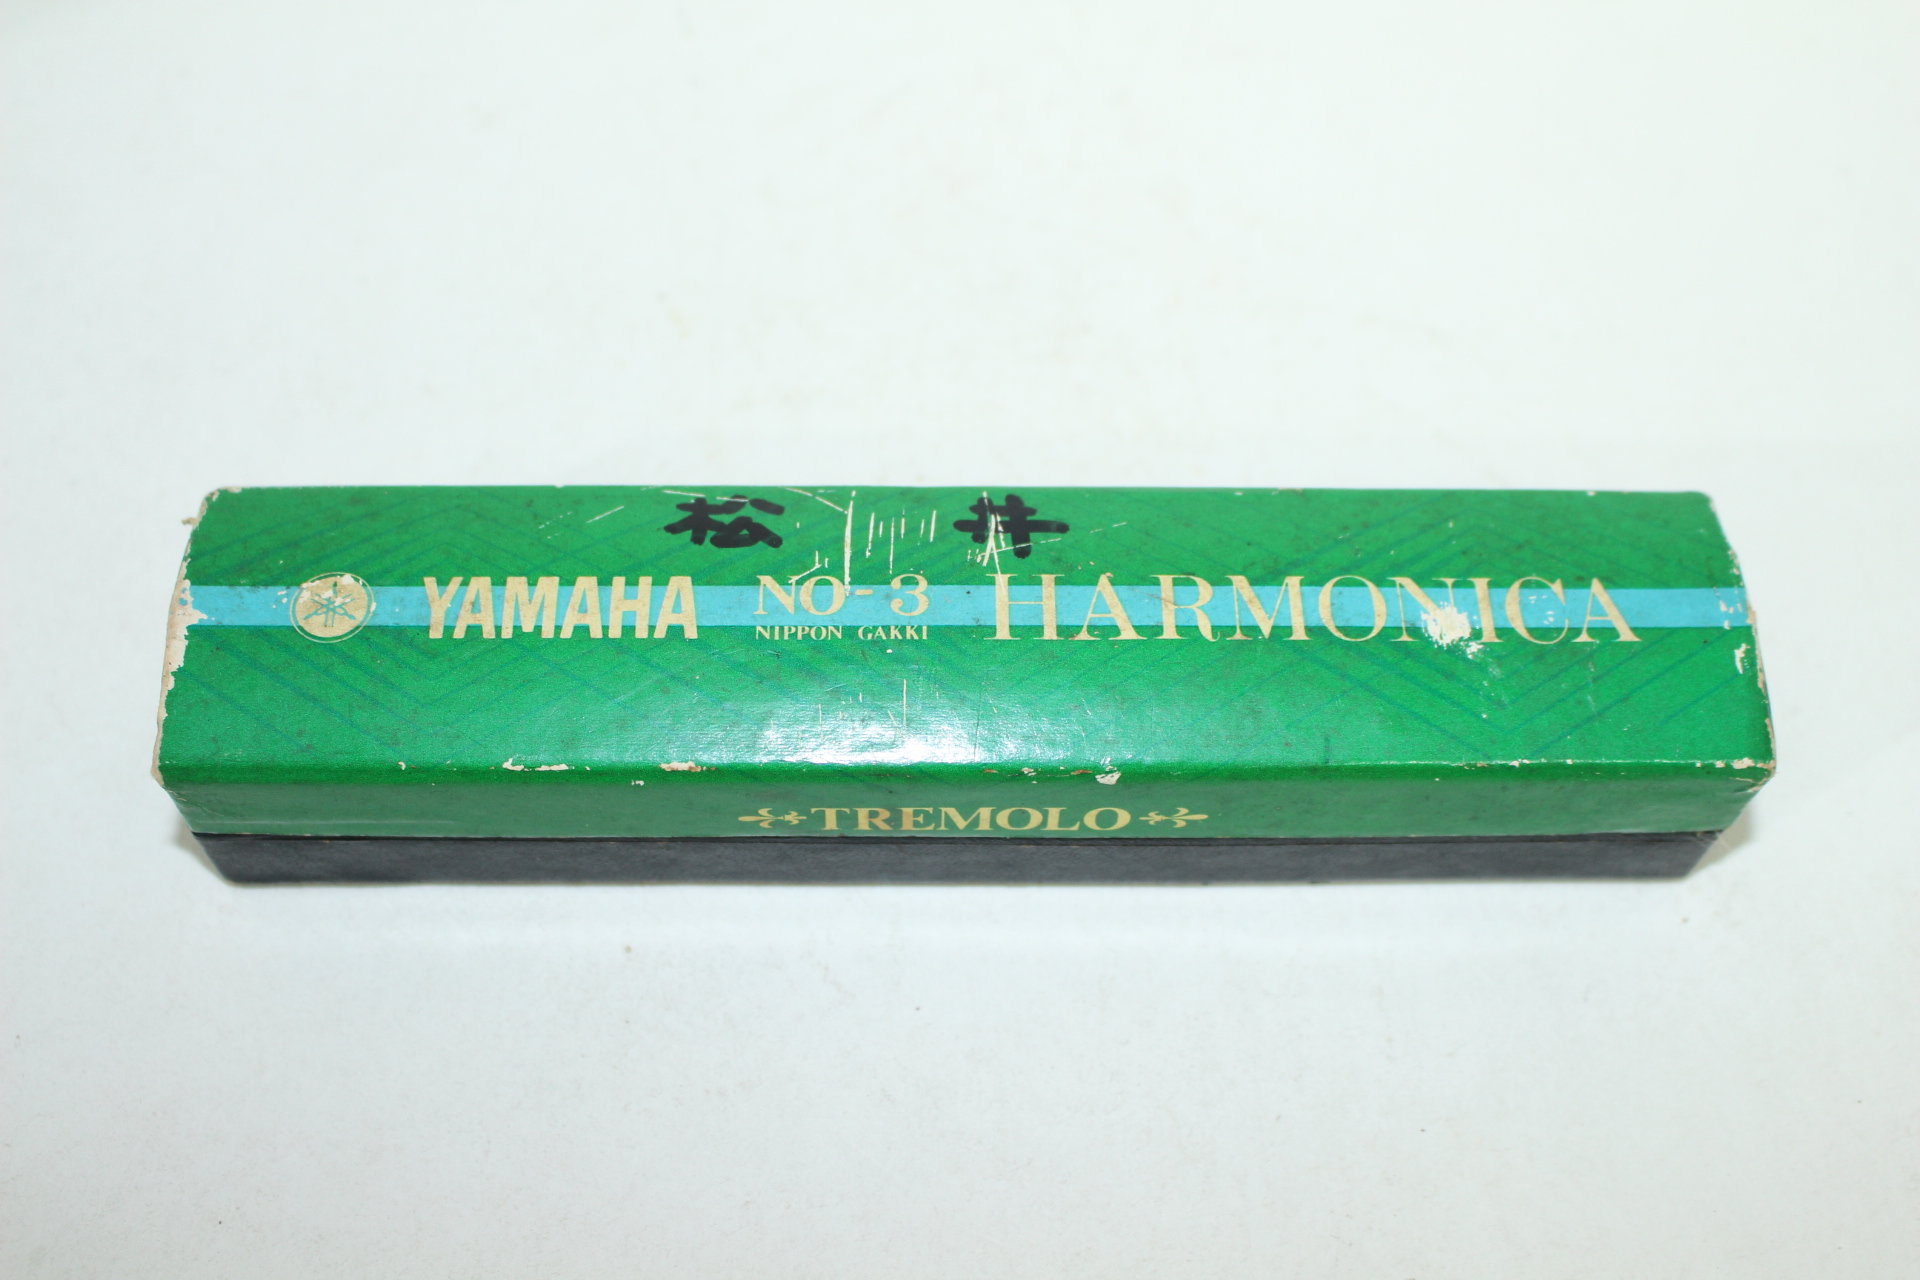 松井
YAMAHA NO-3 HARMONICA
NIPPON GAKKI
TREMOLO